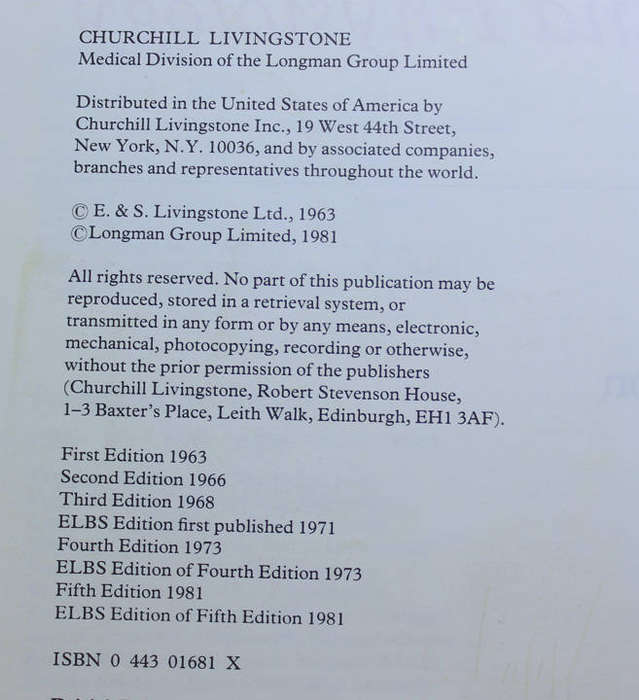 CHURCHILL LIVINGSTONE
Medical Division of the Longman Group Limited
Distributed in the United States of America by
Churchill Livingstone Inc., 19 West 44th Street,
New York, N.Y. 10036, and by associated companies,
branches and representatives throughout the world.
© E. & S. Livingstone Ltd., 1963
©Longman Group Limited, 1981
All rights reserved. No part of this publication may be
reproduced, stored in a retrieval system, or
transmitted in any form or by any means, electronic,
mechanical, photocopying, recording or otherwise,
without the prior permission of the publishers
(Churchill Livingstone, Robert Stevenson House,
1–3 Baxter's Place, Leith Walk, Edinburgh, EH1 3AF).
First Edition 1963
Second Edition 1966
Third Edition 1968
ELBS Edition first published 1971
Fourth Edition 1973
ELBS Edition of Fourth Edition 1973
Fifth Edition 1981
ELBS Edition of Fifth Edition 1981
ISBN 0 443 01681 X